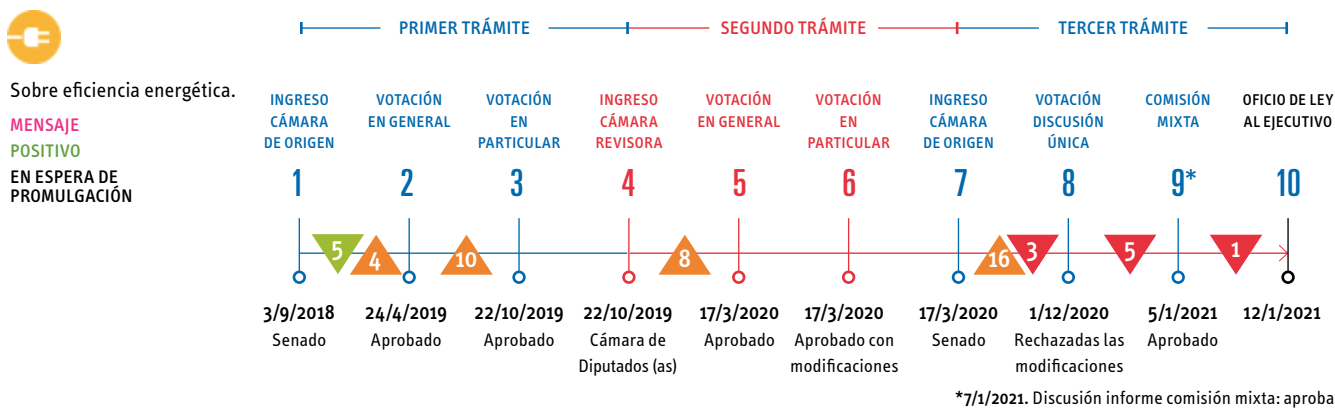 PRIMER TRÁMITE
SEGUNDO TRÁMITE
TERCER TRÁMITE
Sobre eficiencia energética.
MENSAJE
POSITIVO
EN ESPERA DE
PROMULGACIÓN
INGRESO
CÁMARA
DE ORIGEN
1
3/9/2018
Senado
VOTACIÓN
EN GENERAL
2
24/4/2019
Aprobado
VOTACIÓN
EN
PARTICULAR
3
22/10/2019
Aprobado
INGRESO
CÁMARA
REVISORA
4
22/10/2019
Cámara de
Diputados (as)
VOTACIÓN
EN GENERAL
5
17/3/2020
Aprobado
VOTACIÓN
EN
PARTICULAR
6
17/3/2020
Aprobado con
modificaciones
INGRESO
CÁMARA
DE ORIGEN
7
17/3/2020
Senado
VOTACIÓN
DISCUSIÓN
ÚNICA
8
1/12/2020
Rechazadas las
modificaciones
COMISIÓN
MIXTA
9*
5/1/2021
Aprobado
OFICIO DE LEY
AL EJECUTIVO
10
12/1/2021
5
4
10
8
16
3
5
1
*7/1/2021. Discusión informe comisión mixta: aproba